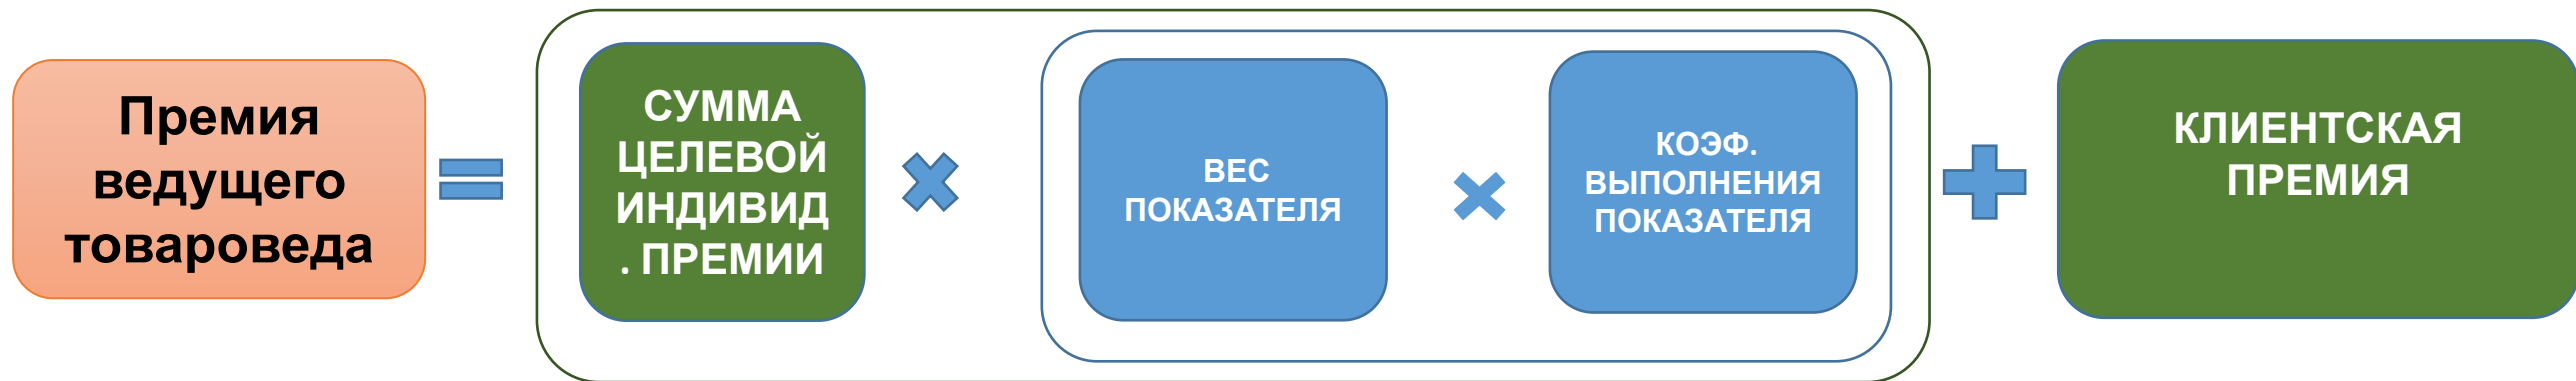 Премия
ведущего
товароведа
СУММА
ЦЕЛЕВОЙ
ИНДИВИД
. ПРЕМИИ
ВЕС
ПОКАЗАТЕЛЯ
КОЭФ.
ВЫПОЛНЕНИЯ
ПОКАЗАТЕЛЯ
КЛИЕНТСКАЯ
ПРЕМИЯ